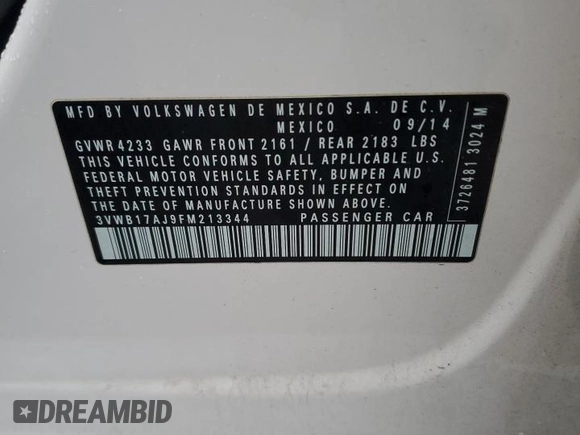 MFD BY VOLKSWAGEN DE MEXICO S.A. DE C.V.
MEXICO 09/14
GVWR 4233 GAWR FRONT 2161 / REAR 2183 LBS
THIS VEHICLE CONFORMS TO ALL APPLICABLE U.S.
FEDERAL MOTOR VEHICLE SAFETY, BUMPER AND
THEFT PREVENTION STANDARDS IN EFFECT ON
THE DATE OF MANUFACTURE SHOWN ABOVE.
3VWB17AJ9FM213344 PASSENGER CAR
3726481 3024 M
DREAMBID